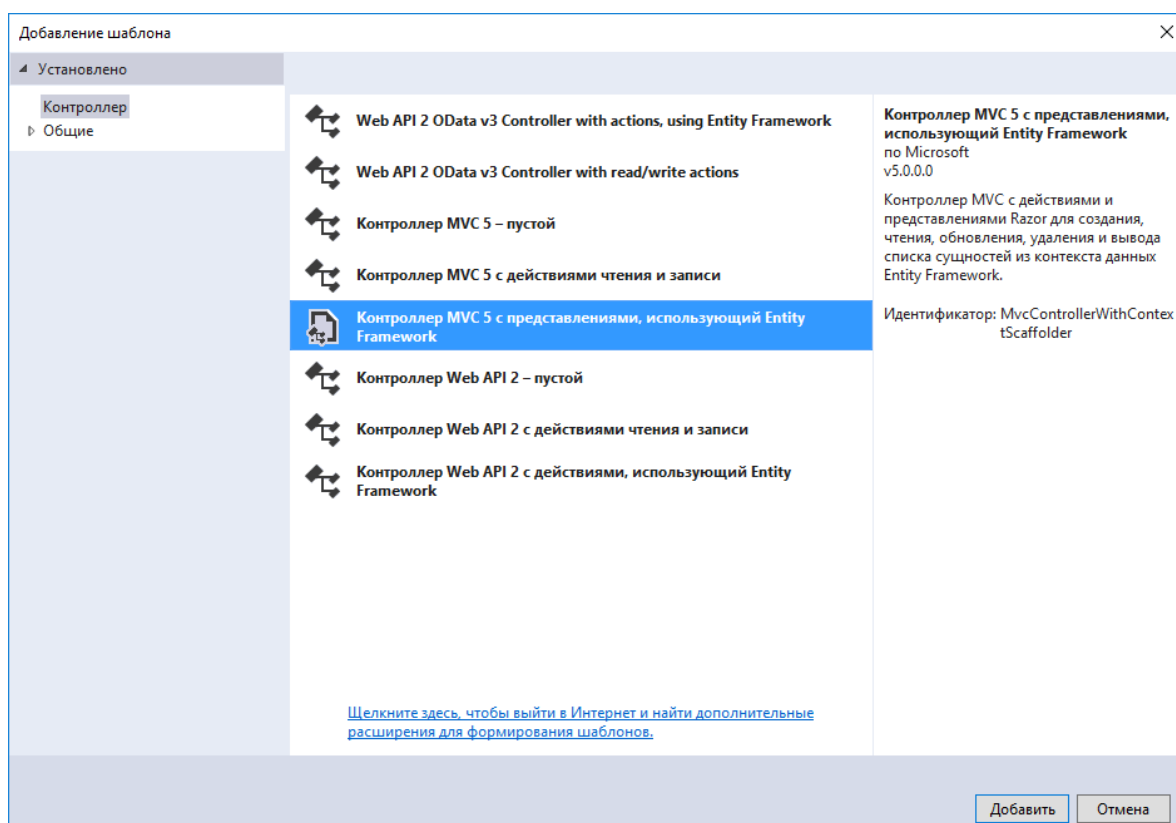 Добавление шаблона
Установлено
Контроллер
Общие
Web API 2 OData v3 Controller with actions, using Entity Framework
Web API 2 OData v3 Controller with read/write actions
Контроллер MVC 5 – пустой
Контроллер MVC 5 с действиями чтения и записи
Контроллер MVC 5 с представлениями, использующий Entity
Framework
Контроллер Web API 2 – пустой
Контроллер Web API 2 с действиями чтения и записи
Контроллер Web API 2 с действиями, использующий Entity
Framework
Щелкните здесь, чтобы выйти в Интернет и найти дополнительные
расширения для формирования шаблонов.
Контроллер MVC 5 с представлениями,
использующий Entity Framework
по Microsoft
v5.0.0.0
Контроллер MVC с действиями и
представлениями Razor для создания,
чтения, обновления, удаления и вывода
списка сущностей из контекста данных
Entity Framework.
Идентификатор: MvcControllerWithContex
tScaffolder
Добавить
Отмена